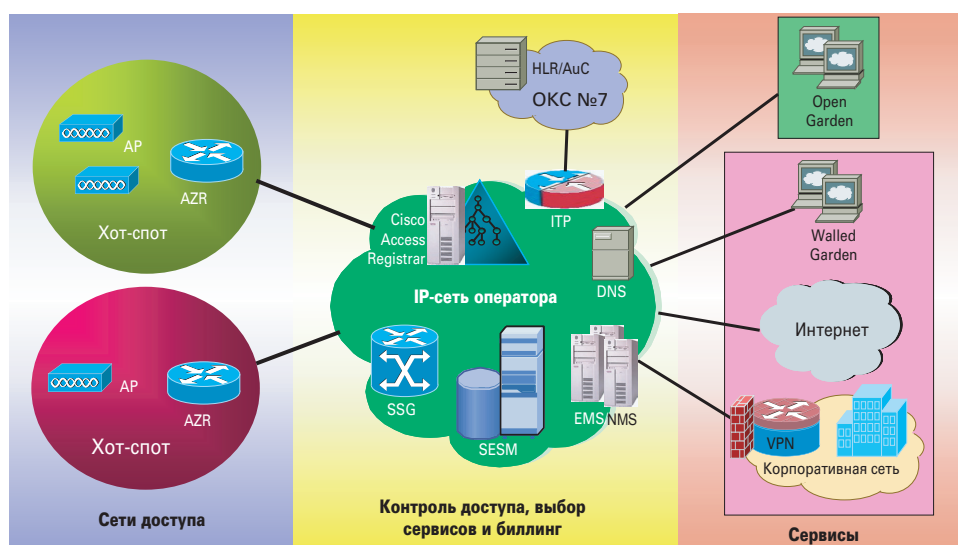 AP
AZR
Хот-спот
AP
AZR
Хот-спот
Сети доступа
HLR/AuC
ОКС №7
ITP
Cisco
Access
Registrar
DNS
IP-сеть оператора
SSG
SESM
EMS/NMS
Контроль доступа, выбор
сервисов и биллинг
Open
Garden
Walled
Garden
Интернет
VPN
Корпоративная сеть
Сервисы